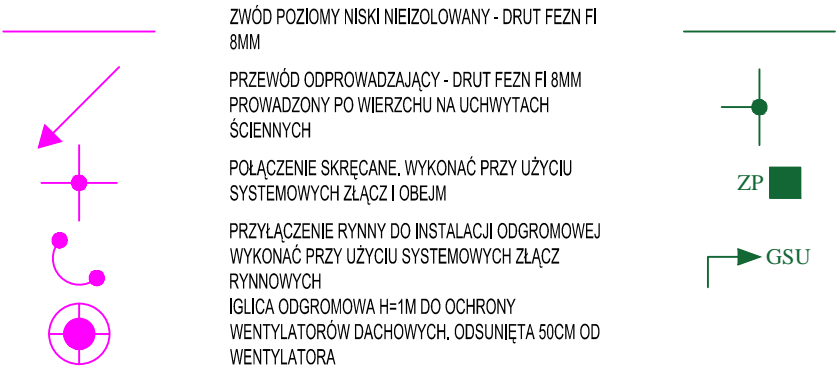 ZWÓD POZIOMY NISKI NIEIZOLOWANY - DRUT FEZN FI
8MM
PRZEWÓD ODPROWADZAJĄCY - DRUT FEZN FI 8MM
PROWADZONY PO WIERZCHU NA UCHWYTACH
ŚCIENNYCH
POŁĄCZENIE SKRĘCANE. WYKONAĆ PRZY UŻYCIU
SYSTEMOWYCH ZŁĄCZ I OBEJM
PRZYŁĄCZENIE RYNNY DO INSTALACJI ODGROMOWEJ
WYKONAĆ PRZY UŻYCIU SYSTEMOWYCH ZŁĄCZ
RYNNOWYCH
IGLICA ODGROMOWA H=1M DO OCHRONY
WENTYLATORÓW DACHOWYCH. ODSUNIĘTA 50CM OD
WENTYLATORA
ZP
GSU